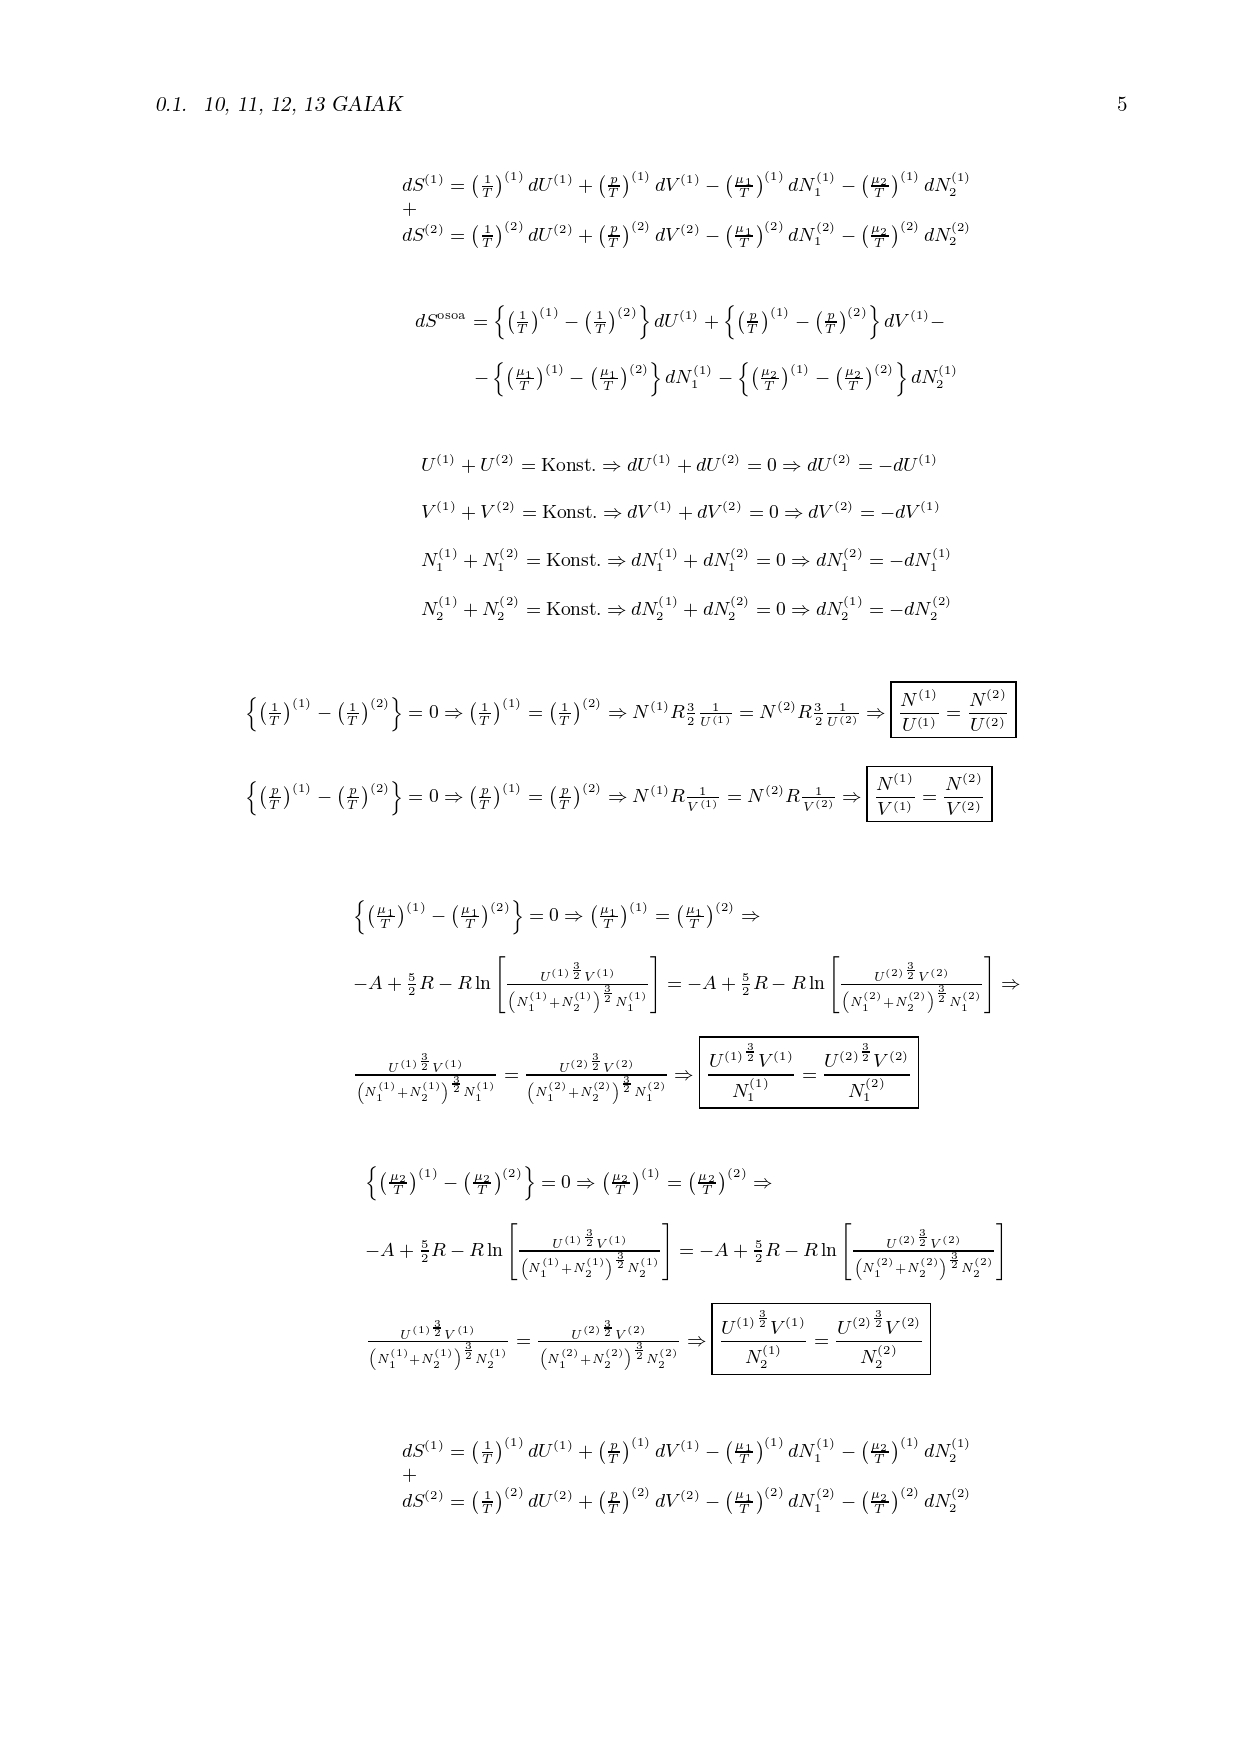 0.1. 10, 11, 12, 13 GAIAK 5
$dS^{(1)} = \left(\frac{1}{T}\right)^{(1)} dU^{(1)} + \left(\frac{p}{T}\right)^{(1)} dV^{(1)} - \left(\frac{\mu_1}{T}\right)^{(1)} dN_1^{(1)} - \left(\frac{\mu_2}{T}\right)^{(1)} dN_2^{(1)}$
+
$dS^{(2)} = \left(\frac{1}{T}\right)^{(2)} dU^{(2)} + \left(\frac{p}{T}\right)^{(2)} dV^{(2)} - \left(\frac{\mu_1}{T}\right)^{(2)} dN_1^{(2)} - \left(\frac{\mu_2}{T}\right)^{(2)} dN_2^{(2)}$
$dS^{\text{osoa}} = \left\{\left(\frac{1}{T}\right)^{(1)} - \left(\frac{1}{T}\right)^{(2)}\right\} dU^{(1)} + \left\{\left(\frac{p}{T}\right)^{(1)} - \left(\frac{p}{T}\right)^{(2)}\right\} dV^{(1)} -$
$- \left\{\left(\frac{\mu_1}{T}\right)^{(1)} - \left(\frac{\mu_1}{T}\right)^{(2)}\right\} dN_1^{(1)} - \left\{\left(\frac{\mu_2}{T}\right)^{(1)} - \left(\frac{\mu_2}{T}\right)^{(2)}\right\} dN_2^{(1)}$
$U^{(1)} + U^{(2)} = \text{Konst.} \Rightarrow dU^{(1)} + dU^{(2)} = 0 \Rightarrow dU^{(2)} = -dU^{(1)}$
$V^{(1)} + V^{(2)} = \text{Konst.} \Rightarrow dV^{(1)} + dV^{(2)} = 0 \Rightarrow dV^{(2)} = -dV^{(1)}$
$N_1^{(1)} + N_1^{(2)} = \text{Konst.} \Rightarrow dN_1^{(1)} + dN_1^{(2)} = 0 \Rightarrow dN_1^{(2)} = -dN_1^{(1)}$
$N_2^{(1)} + N_2^{(2)} = \text{Konst.} \Rightarrow dN_2^{(1)} + dN_2^{(2)} = 0 \Rightarrow dN_2^{(1)} = -dN_2^{(2)}$
$\left\{\left(\frac{1}{T}\right)^{(1)} - \left(\frac{1}{T}\right)^{(2)}\right\} = 0 \Rightarrow \left(\frac{1}{T}\right)^{(1)} = \left(\frac{1}{T}\right)^{(2)} \Rightarrow N^{(1)} R \frac{3}{2} \frac{1}{U^{(1)}} = N^{(2)} R \frac{3}{2} \frac{1}{U^{(2)}} \Rightarrow \boxed{\frac{N^{(1)}}{U^{(1)}} = \frac{N^{(2)}}{U^{(2)}}}$
$\left\{\left(\frac{p}{T}\right)^{(1)} - \left(\frac{p}{T}\right)^{(2)}\right\} = 0 \Rightarrow \left(\frac{p}{T}\right)^{(1)} = \left(\frac{p}{T}\right)^{(2)} \Rightarrow N^{(1)} R \frac{1}{V^{(1)}} = N^{(2)} R \frac{1}{V^{(2)}} \Rightarrow \boxed{\frac{N^{(1)}}{V^{(1)}} = \frac{N^{(2)}}{V^{(2)}}}$
$\left\{\left(\frac{\mu_1}{T}\right)^{(1)} - \left(\frac{\mu_1}{T}\right)^{(2)}\right\} = 0 \Rightarrow \left(\frac{\mu_1}{T}\right)^{(1)} = \left(\frac{\mu_1}{T}\right)^{(2)} \Rightarrow$
$-A + \frac{5}{2} R - R \ln \left[\frac{U^{(1)\frac{3}{2}} V^{(1)}}{\left(N_1^{(1)} + N_2^{(1)}\right)^{\frac{3}{2}} N_1^{(1)}}\right] = -A + \frac{5}{2} R - R \ln \left[\frac{U^{(2)\frac{3}{2}} V^{(2)}}{\left(N_1^{(2)} + N_2^{(2)}\right)^{\frac{3}{2}} N_1^{(2)}}\right] \Rightarrow$
$\frac{U^{(1)\frac{3}{2}} V^{(1)}}{\left(N_1^{(1)} + N_2^{(1)}\right)^{\frac{3}{2}} N_1^{(1)}} = \frac{U^{(2)\frac{3}{2}} V^{(2)}}{\left(N_1^{(2)} + N_2^{(2)}\right)^{\frac{3}{2}} N_1^{(2)}} \Rightarrow \boxed{\frac{U^{(1)\frac{3}{2}} V^{(1)}}{N_1^{(1)}} = \frac{U^{(2)\frac{3}{2}} V^{(2)}}{N_1^{(2)}}}$
$\left\{\left(\frac{\mu_2}{T}\right)^{(1)} - \left(\frac{\mu_2}{T}\right)^{(2)}\right\} = 0 \Rightarrow \left(\frac{\mu_2}{T}\right)^{(1)} = \left(\frac{\mu_2}{T}\right)^{(2)} \Rightarrow$
$-A + \frac{5}{2} R - R \ln \left[\frac{U^{(1)\frac{3}{2}} V^{(1)}}{\left(N_1^{(1)} + N_2^{(1)}\right)^{\frac{3}{2}} N_2^{(1)}}\right] = -A + \frac{5}{2} R - R \ln \left[\frac{U^{(2)\frac{3}{2}} V^{(2)}}{\left(N_1^{(2)} + N_2^{(2)}\right)^{\frac{3}{2}} N_2^{(2)}}\right]$
$\frac{U^{(1)\frac{3}{2}} V^{(1)}}{\left(N_1^{(1)} + N_2^{(1)}\right)^{\frac{3}{2}} N_2^{(1)}} = \frac{U^{(2)\frac{3}{2}} V^{(2)}}{\left(N_1^{(2)} + N_2^{(2)}\right)^{\frac{3}{2}} N_2^{(2)}} \Rightarrow \boxed{\frac{U^{(1)\frac{3}{2}} V^{(1)}}{N_2^{(1)}} = \frac{U^{(2)\frac{3}{2}} V^{(2)}}{N_2^{(2)}}}$
$dS^{(1)} = \left(\frac{1}{T}\right)^{(1)} dU^{(1)} + \left(\frac{p}{T}\right)^{(1)} dV^{(1)} - \left(\frac{\mu_1}{T}\right)^{(1)} dN_1^{(1)} - \left(\frac{\mu_2}{T}\right)^{(1)} dN_2^{(1)}$
+
$dS^{(2)} = \left(\frac{1}{T}\right)^{(2)} dU^{(2)} + \left(\frac{p}{T}\right)^{(2)} dV^{(2)} - \left(\frac{\mu_1}{T}\right)^{(2)} dN_1^{(2)} - \left(\frac{\mu_2}{T}\right)^{(2)} dN_2^{(2)}$